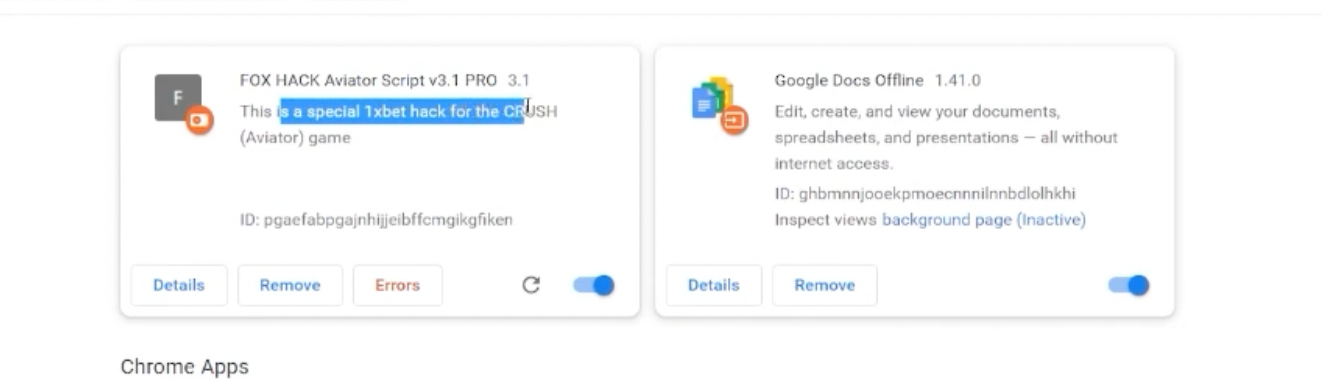 F
FOX HACK Aviator Script v3.1 PRO 3.1
This is a special 1xbet hack for the CRUSH
(Aviator) game
ID: pgaefabpgajnhijjeibffcmgikgfiken
Details Remove Errors
Google Docs Offline 1.41.0
Edit, create, and view your documents,
spreadsheets, and presentations — all without
internet access.
ID: ghbmnnjooekpmoecnnnilnnbdlolhkhi
Inspect views background page (Inactive)
Details Remove
Chrome Apps